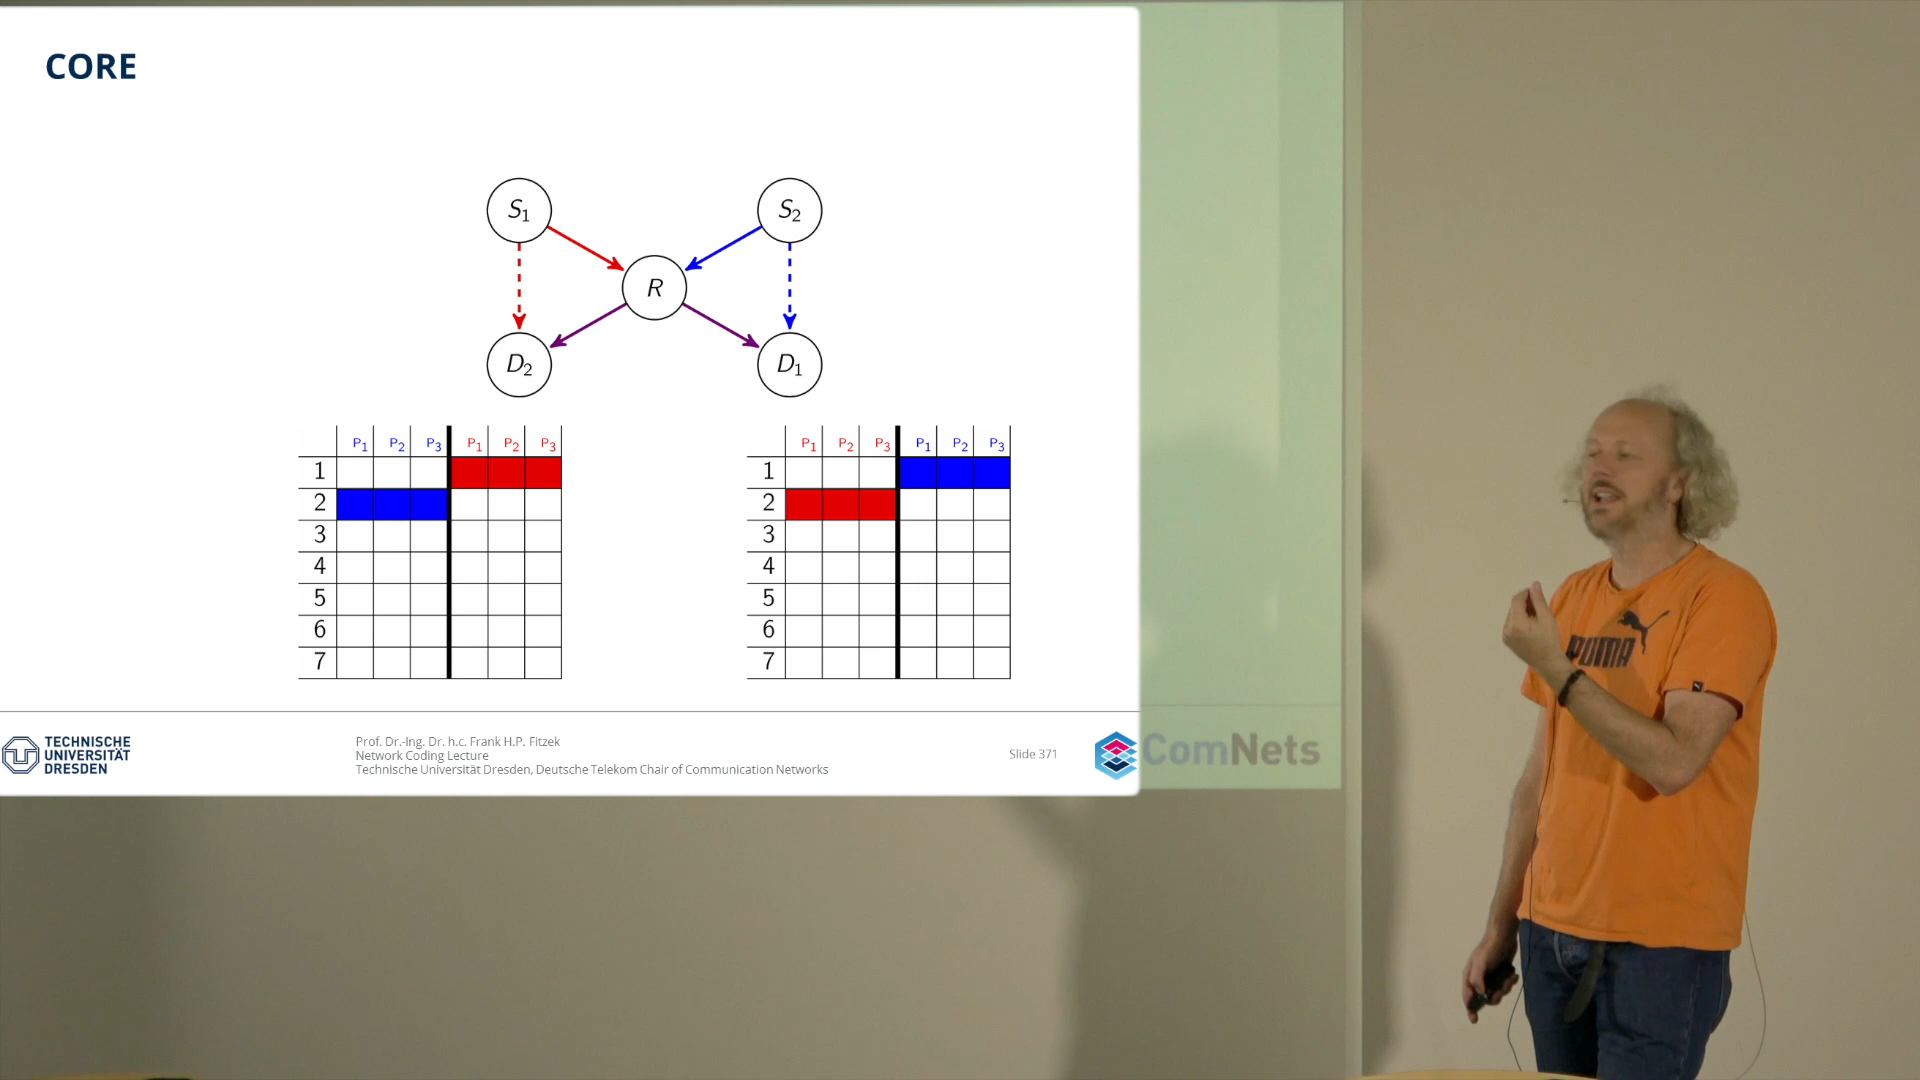 CORE
S1 S2
R
D2 D1
P1 P2 P3 P1 P2 P3
1
2
3
4
5
6
7
P1 P2 P3 P1 P2 P3
1
2
3
4
5
6
7
TECHNISCHE
UNIVERSITÄT
DRESDEN
Prof. Dr.-Ing. Dr. h.c. Frank H.P. Fitzek
Network Coding Lecture
Technische Universität Dresden, Deutsche Telekom Chair of Communication Networks
Slide 371
ComNets
PUMA